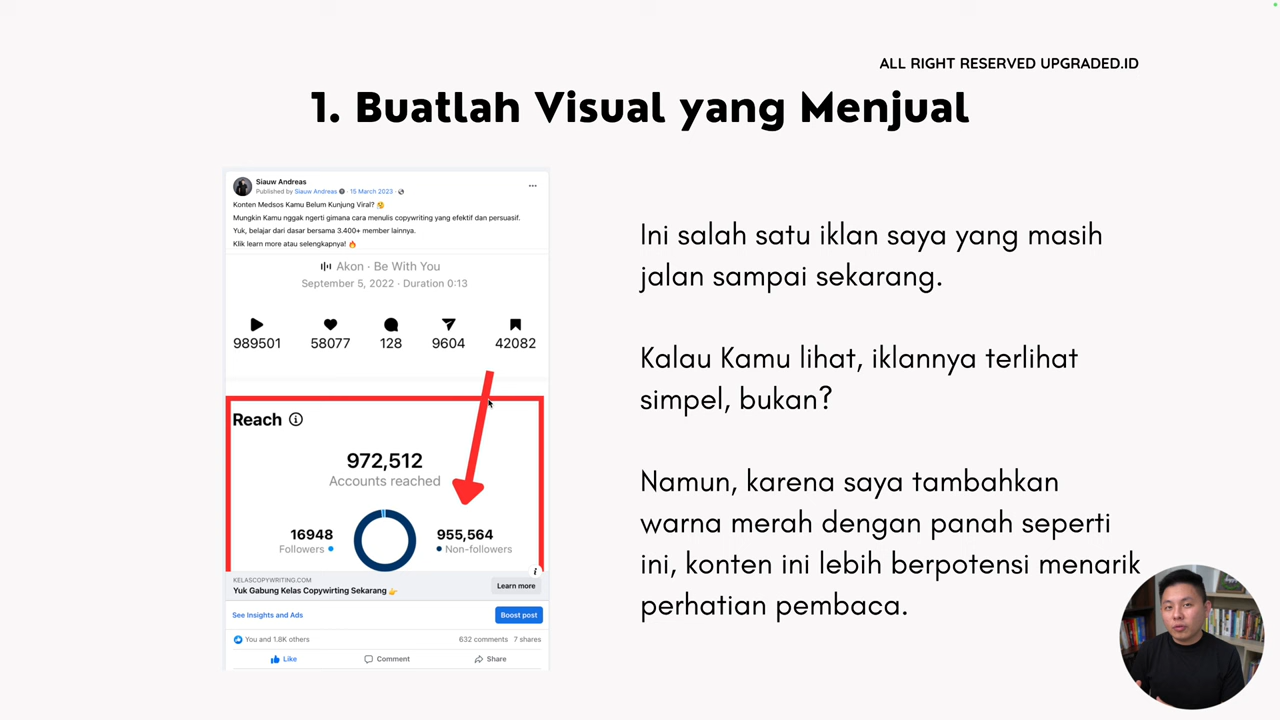 ALL RIGHT RESERVED UPGRADED.ID
1. Buatlah Visual yang Menjual
Siauw Andreas
Published by Siauw Andreas · 15 March 2023 ·
Konten Medsos Kamu Belum Kunjung Viral? 🤔
Mungkin Kamu nggak ngerti gimana cara menulis copywriting yang efektif dan persuasif.
Yuk, belajar dari dasar bersama 3.400+ member lainnya.
Klik learn more atau selengkapnya! 🔥
Akon · Be With You
September 5, 2022 · Duration 0:13
989501 58077 128 9604 42082
Reach
972,512
Accounts reached
16948 955,564
Followers Non-followers
KELASCOPYWRITING.COM
Yuk Gabung Kelas Copywirting Sekarang 👉
Learn more
See Insights and Ads
Boost post
You and 1.8K others 632 comments 7 shares
Like Comment Share
Ini salah satu iklan saya yang masih
jalan sampai sekarang.
Kalau Kamu lihat, iklannya terlihat
simpel, bukan?
Namun, karena saya tambahkan
warna merah dengan panah seperti
ini, konten ini lebih berpotensi menarik
perhatian pembaca.